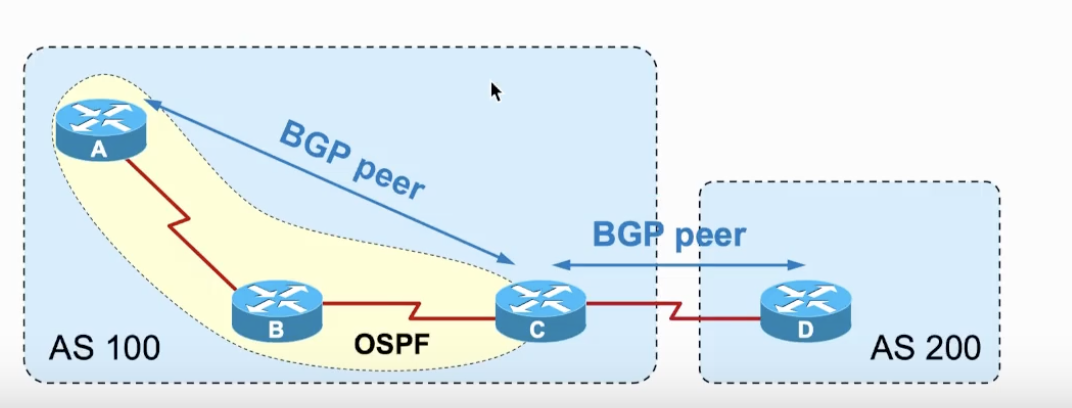 A
BGP peer
BGP peer
B
C
D
OSPF
AS 100
AS 200